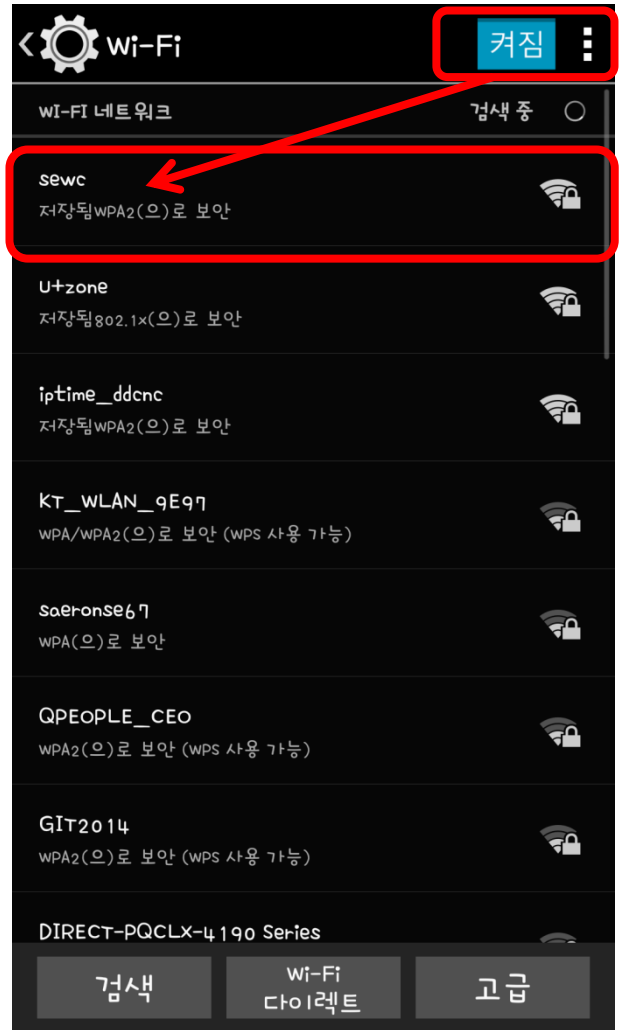 Wi-Fi
켜짐
WI-FI 네트워크
검색 중
sewc
저장됨WPA2(으)로 보안
U+zone
저장됨802.1x(으)로 보안
iptime_ddcnc
저장됨WPA2(으)로 보안
KT_WLAN_9E97
WPA/WPA2(으)로 보안 (WPS 사용 가능)
saeronse67
WPA(으)로 보안
QPEOPLE_CEO
WPA2(으)로 보안 (WPS 사용 가능)
GIT2014
WPA2(으)로 보안 (WPS 사용 가능)
DIRECT-PQCLX-4190 Series
검색
Wi-Fi
다이렉트
고급